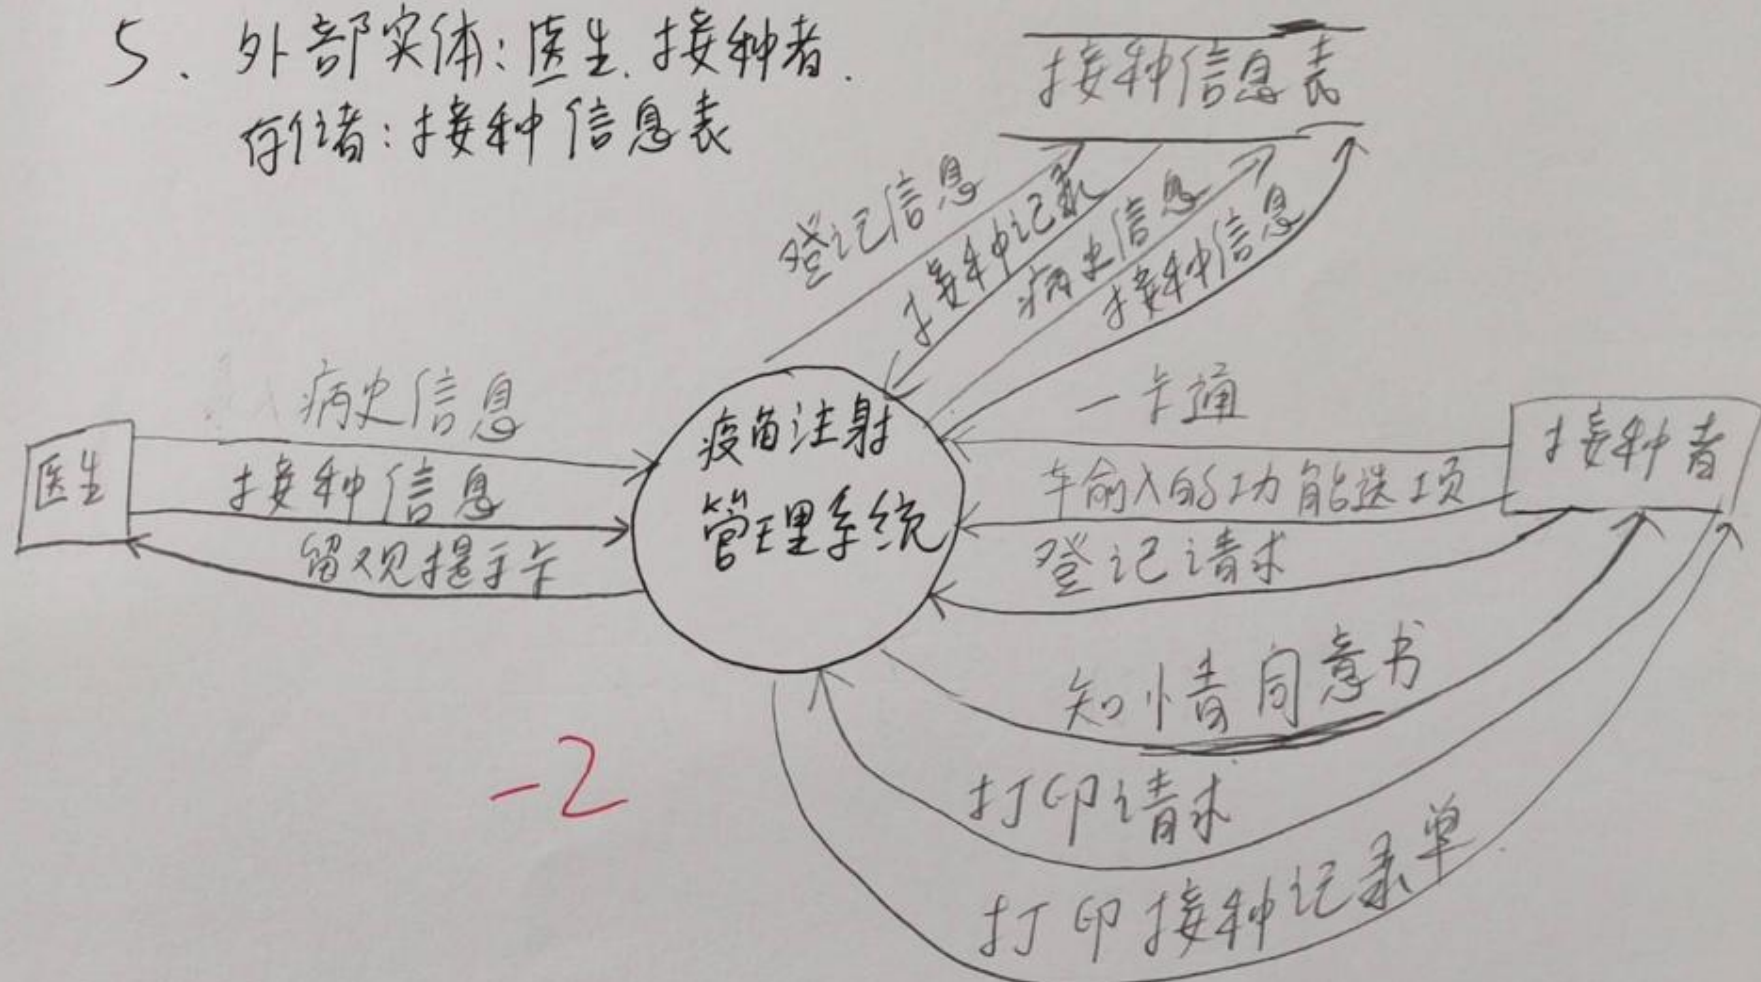 5、外部实体：医生、接种者.
存储者：接种信息表
接种信息表
登记信息
接种记录
病史信息
接种信息
病史信息
接种信息
留观提示卡
医生
疫苗注射
管理系统
一卡通
输入的功能选项
登记请求
接种者
知情同意书
打印请求
打印接种记录单
-2